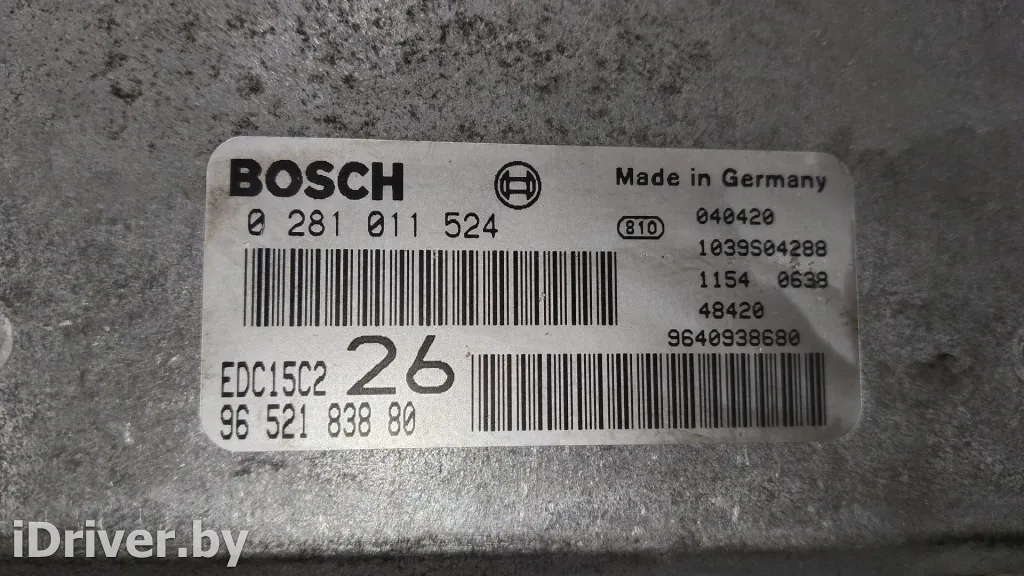 BOSCH
Made in Germany
0 281 011 524
810
040420
1039S04288
1154 0638
48420
9640938680
EDC15C2 26
96 521 838 80
iDriver.by